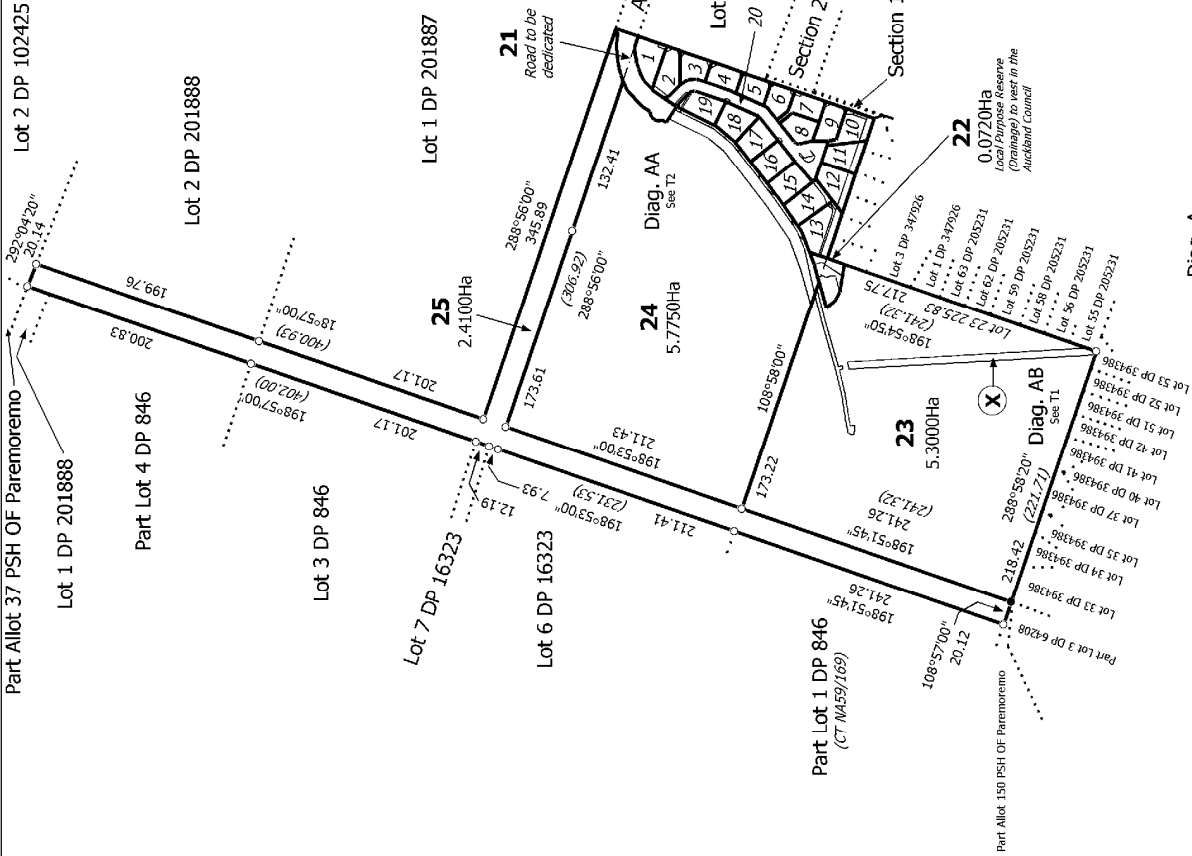 Part Allot 37 PSH OF Paremoremo
Lot 2 DP 102425
292°04'20"
20.14
Lot 1 DP 201888
Lot 2 DP 201888
199.76
200.83
Part Lot 4 DP 846
18°57'00"
(400.93)
198°57'00"
(402.00)
201.17
201.17
Lot 3 DP 846
Lot 1 DP 201887
21
Road to be
dedicated
25
2.4100Ha
288°56'00"
345.89
132.41
(306.92)
288°56'00"
173.61
Diag. AA
See T2
24
5.7750Ha
211.43
198°53'00"
12.19
7.93
198°53'00"
(231.53)
211.41
Lot 7 DP 16323
Lot 6 DP 16323
1
2
3
4
5
6
7
8
9
10
11
12
13
14
15
16
17
18
19
20
Lot
Section 2
Section 1
22
0.0720Ha
Local Purpose Reserve
(Drainage) to vest in the
Auckland Council
108°58'00"
173.22
23
5.3000Ha
217.75
Lot 23 225.83
(241.32)
198°54'50"
Lot 3 DP 347926
Lot 1 DP 347926
Lot 63 DP 205231
Lot 62 DP 205231
Lot 59 DP 205231
Lot 58 DP 205231
Lot 56 DP 205231
Lot 55 DP 205231
X
Diag. AB
See T1
(241.32)
241.26
198°51'45"
241.26
198°51'45"
288°58'20"
(221.71)
218.42
108°57'00"
20.12
Part Lot 1 DP 846
(CT NA59/169)
Part Allot 150 PSH OF Paremoremo
Part Lot 3 DP 64208
Lot 33 DP 394386
Lot 34 DP 394386
Lot 35 DP 394386
Lot 37 DP 394386
Lot 40 DP 394386
Lot 41 DP 394386
Lot 42 DP 394386
Lot 51 DP 394386
Lot 52 DP 394386
Lot 53 DP 394386